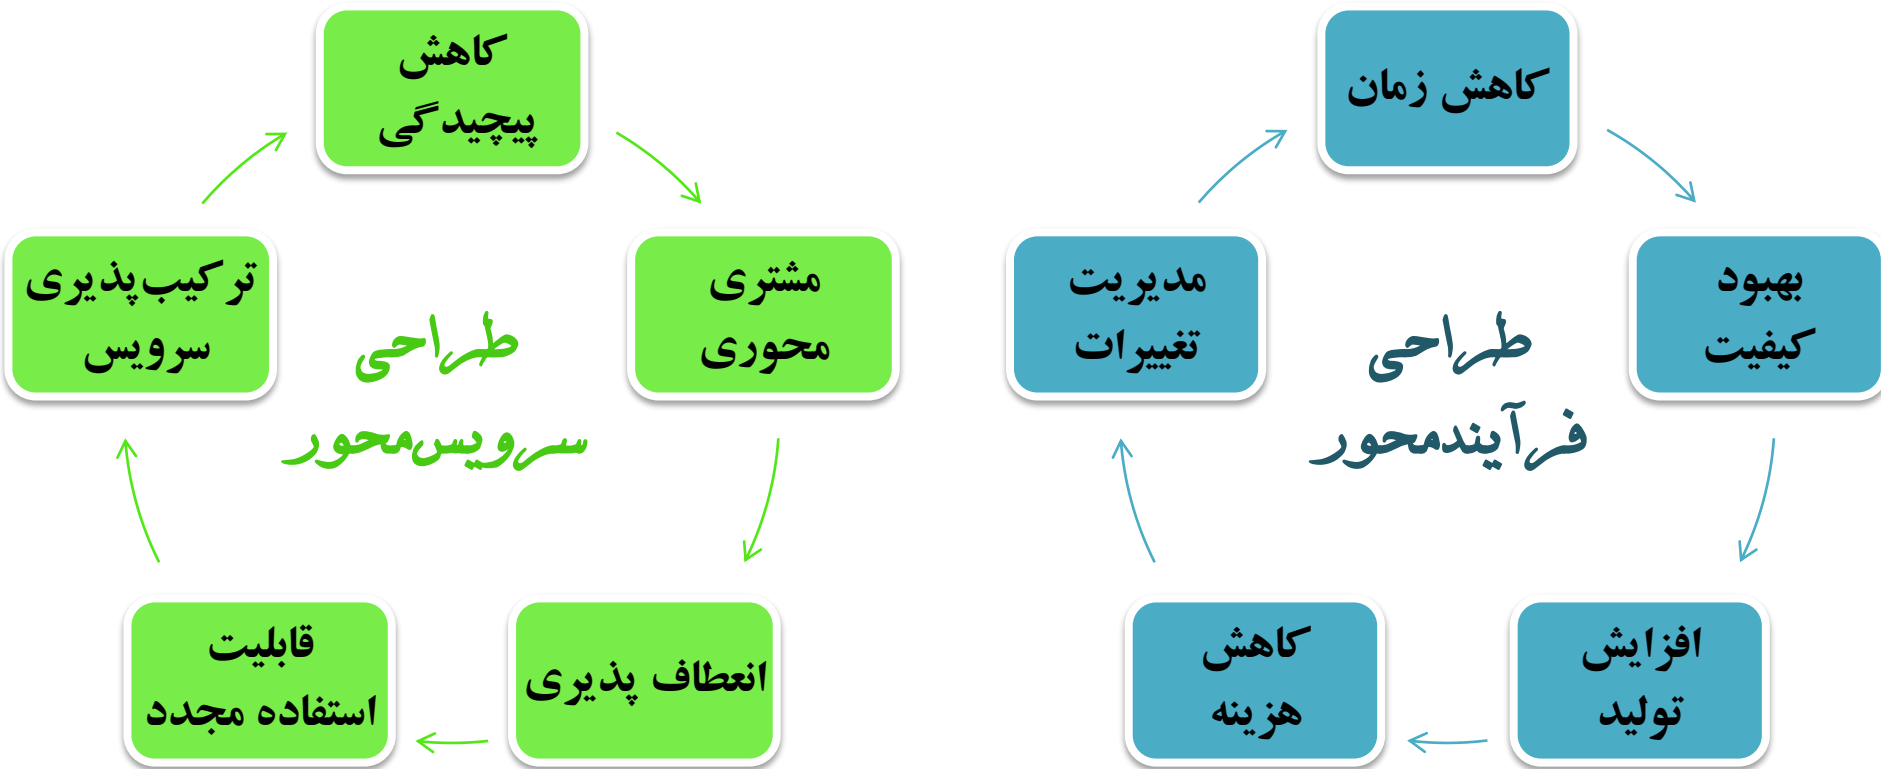 کاهش زمان
بهبود
کیفیت
افزایش
تولید
کاهش
هزینه
مدیریت
تغییرات
طراحی
فرآیندمحور
کاهش
پیچیدگی
مشتری
محوری
انعطاف پذیری
قابلیت
استفاده مجدد
ترکیب‌پذیری
سرویس
طراحی
سرویس‌محور